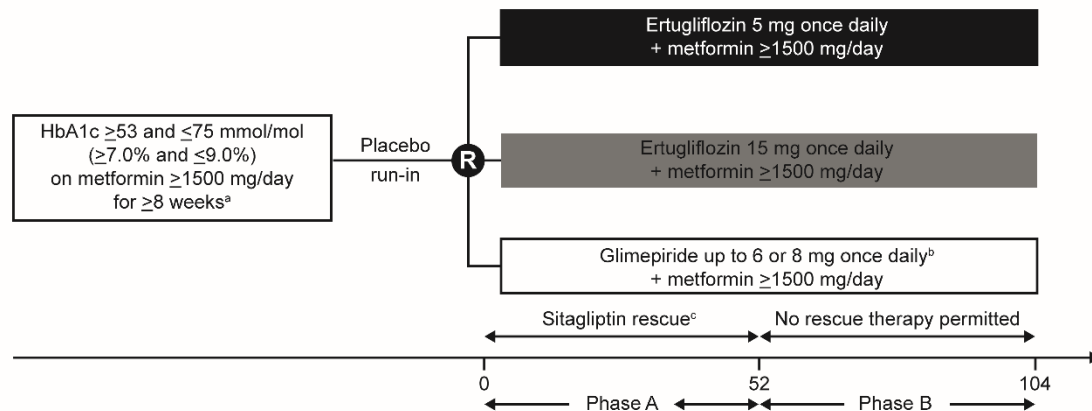 Ertugliflozin 5 mg once daily
+ metformin ≥1500 mg/day
HbA1c ≥53 and ≤75 mmol/mol
(≥7.0% and ≤9.0%)
on metformin ≥1500 mg/day
for ≥8 weeksᵃ
Placebo
run-in
R
Ertugliflozin 15 mg once daily
+ metformin ≥1500 mg/day
Glimepiride up to 6 or 8 mg once dailyᵇ
+ metformin ≥1500 mg/day
Sitagliptin rescueᶜ
No rescue therapy permitted
0
52
104
Phase A
Phase B